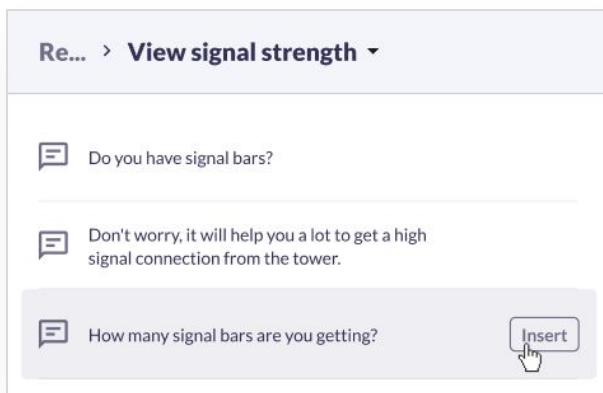 Re... > View signal strength
Do you have signal bars?
Don't worry, it will help you a lot to get a high
signal connection from the tower.
How many signal bars are you getting?
Insert